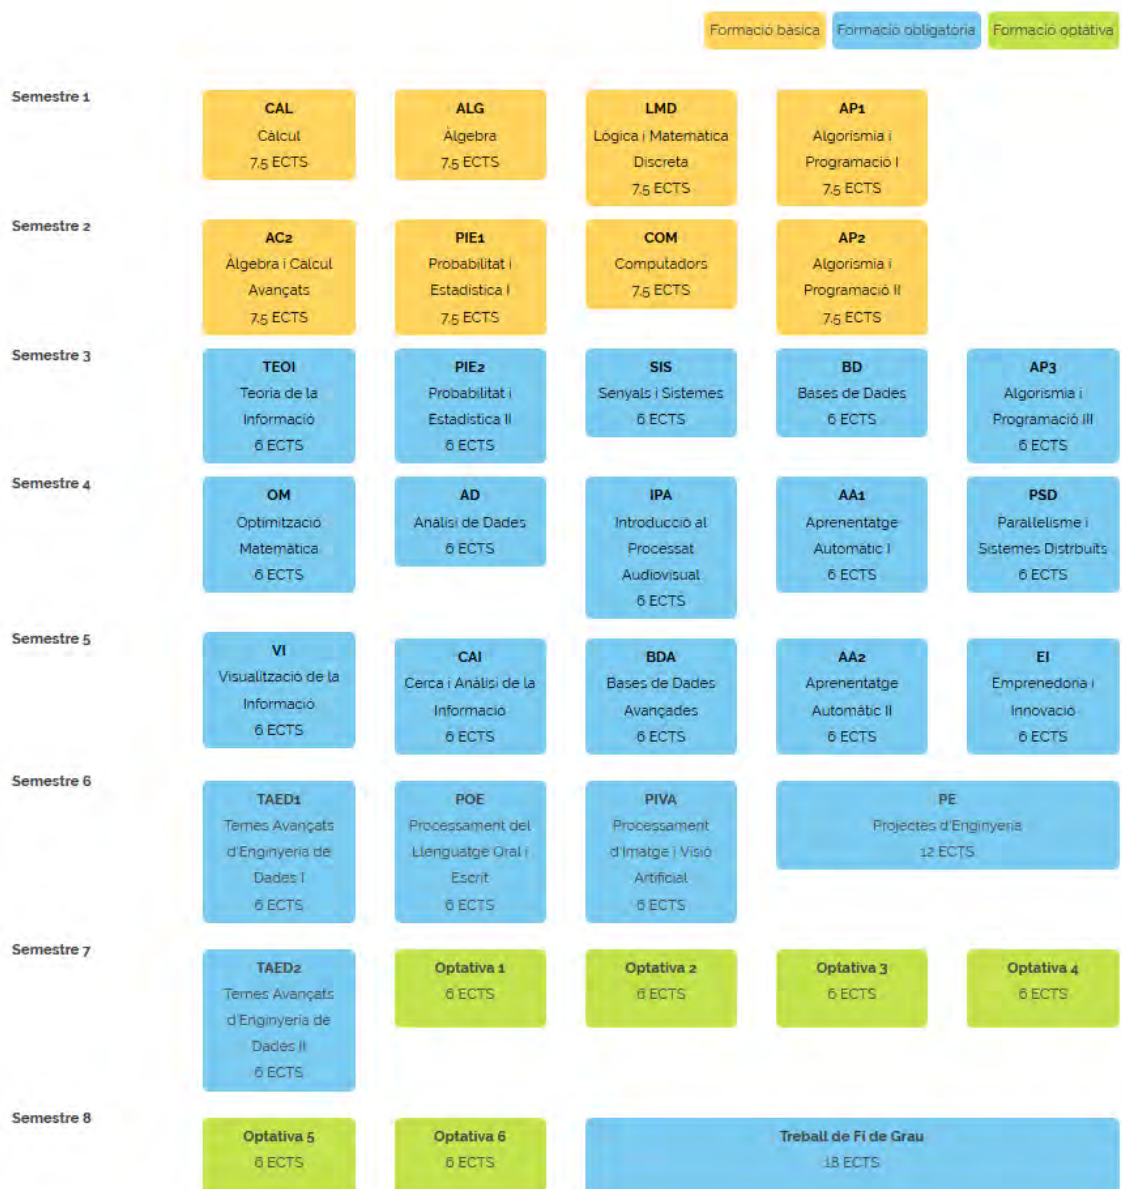 Formació bàsica
Formació obligatòria
Formació optativa
Semestre 1
CAL
Càlcul
7,5 ECTS
ALG
Àlgebra
7,5 ECTS
LMD
Lògica i Matemàtica
Discreta
7,5 ECTS
AP1
Algorísmia i
Programació I
7,5 ECTS
Semestre 2
AC2
Àlgebra i Càlcul
Avançats
7,5 ECTS
PIE1
Probabilitat i
Estadística I
7,5 ECTS
COM
Computadors
7,5 ECTS
AP2
Algorísmia i
Programació II
7,5 ECTS
Semestre 3
TEOI
Teoria de la
Informació
6 ECTS
PIE2
Probabilitat i
Estadística II
6 ECTS
SIS
Senyals i Sistemes
6 ECTS
BD
Bases de Dades
6 ECTS
AP3
Algorísmia i
Programació III
6 ECTS
Semestre 4
OM
Optimització
Matemàtica
6 ECTS
AD
Anàlisi de Dades
6 ECTS
IPA
Introducció al
Processat
Audiovisual
6 ECTS
AA1
Aprenentatge
Automàtic I
6 ECTS
PSD
Paral·lelisme i
Sistemes Distrbuïts
6 ECTS
Semestre 5
VI
Visualització de la
Informació
6 ECTS
CAI
Cerca i Anàlisi de la
Informació
6 ECTS
BDA
Bases de Dades
Avançades
6 ECTS
AA2
Aprenentatge
Automàtic II
6 ECTS
EI
Emprenedoria i
Innovació
6 ECTS
Semestre 6
TAED1
Temes Avançats
d'Enginyeria de
Dades I
6 ECTS
POE
Processament del
Llenguatge Oral i
Escrit
6 ECTS
PIVA
Processament
d'Imatge i Visió
Artificial
6 ECTS
PE
Projectes d'Enginyeria
12 ECTS
Semestre 7
TAED2
Temes Avançats
d'Enginyeria de
Dades II
6 ECTS
Optativa 1
6 ECTS
Optativa 2
6 ECTS
Optativa 3
6 ECTS
Optativa 4
6 ECTS
Semestre 8
Optativa 5
6 ECTS
Optativa 6
6 ECTS
Treball de Fi de Grau
18 ECTS